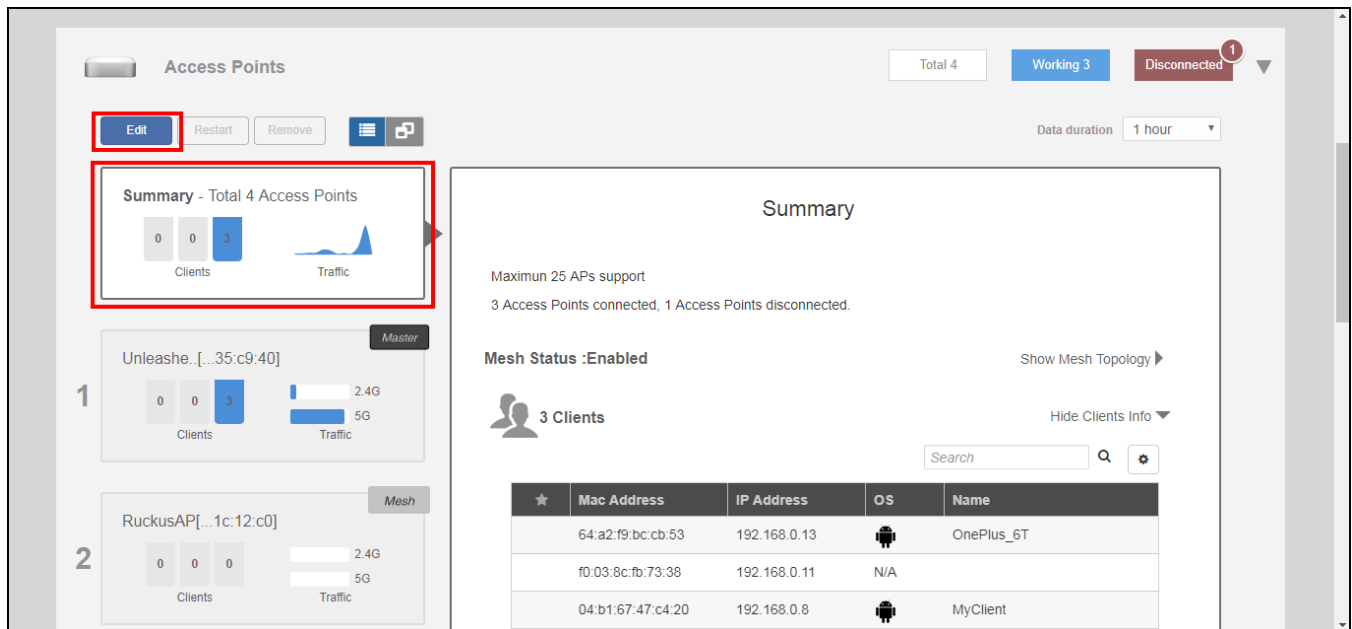 Access Points
Total 4
Working 3
Disconnected
1
Edit
Restart
Remove
Data duration
1 hour
Summary - Total 4 Access Points
0 0 3
Clients
Traffic
1
Master
Unleashe..[...35:c9:40]
0 0 3
2.4G
5G
Clients
Traffic
2
Mesh
RuckusAP[...1c:12:c0]
0 0 0
2.4G
5G
Clients
Traffic
Summary
Maximun 25 APs support
3 Access Points connected, 1 Access Points disconnected.
Mesh Status :Enabled
Show Mesh Topology
3 Clients
Hide Clients Info
Search
Mac Address IP Address OS Name
64:a2:f9:bc:cb:53 192.168.0.13 OnePlus_6T
f0:03:8c:fb:73:38 192.168.0.11 N/A
04:b1:67:47:c4:20 192.168.0.8 MyClient